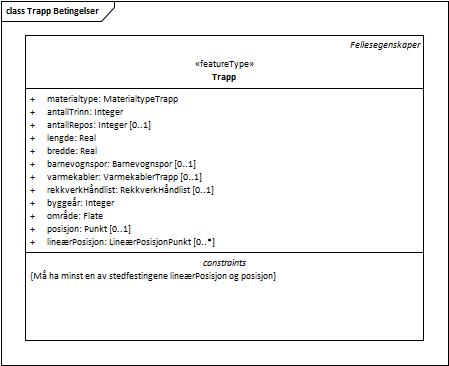 class Trapp Betingelser
Fellesegenskaper
«featureType»
Trapp
+ materialtype: MaterialtypeTrapp
+ antallTrinn: Integer
+ antallRepos: Integer [0..1]
+ lengde: Real
+ bredde: Real
+ barnevognspor: Barnevognspor [0..1]
+ varmekabler: VarmekablerTrapp [0..1]
+ rekkverkHåndlist: RekkverkHåndlist [0..1]
+ byggeår: Integer
+ område: Flate
+ posisjon: Punkt [0..1]
+ lineærPosisjon: LineærPosisjonPunkt [0..*]
constraints
{Må ha minst en av stedfestingene lineærPosisjon og posisjon}